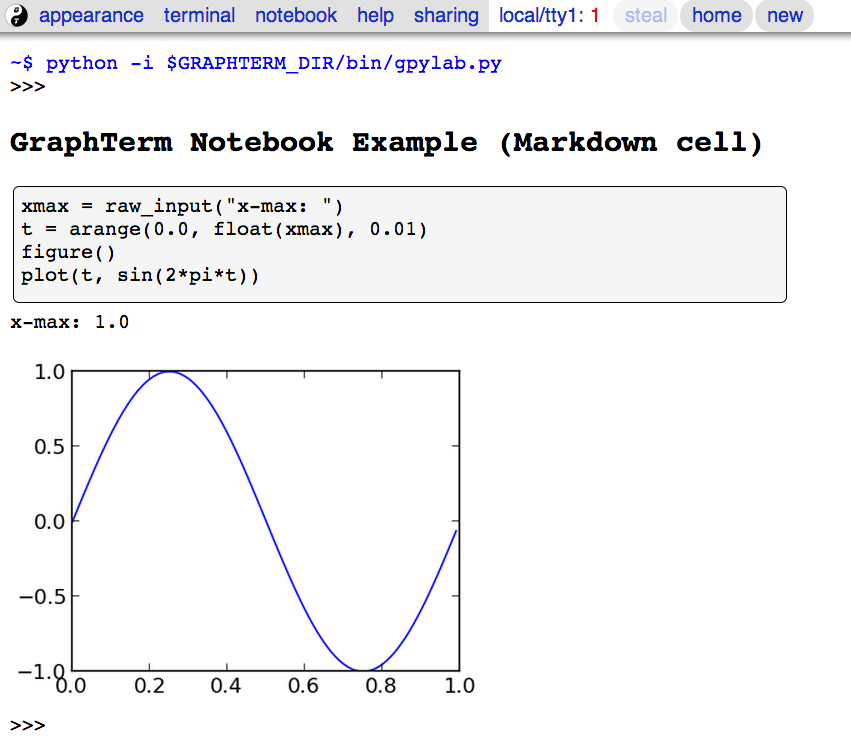 appearance terminal notebook help sharing local/tty1: 1 steal home new
~$ python -i $GRAPHTERM_DIR/bin/gpylab.py
>>>
GraphTerm Notebook Example (Markdown cell)
xmax = raw_input("x-max: ")
t = arange(0.0, float(xmax), 0.01)
figure()
plot(t, sin(2*pi*t))
x-max: 1.0
1.0
0.5
0.0
−0.5
−1.0
0.0 0.2 0.4 0.6 0.8 1.0
>>>